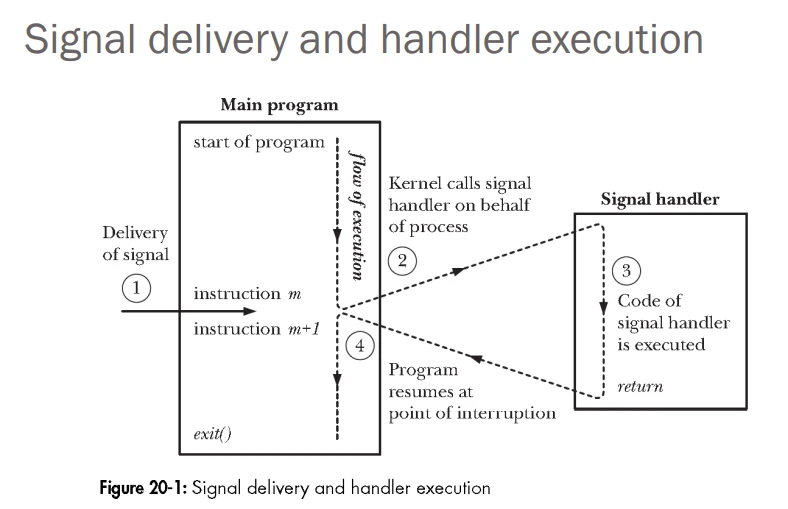 Signal delivery and handler execution
Main program
start of program
flow of execution
Kernel calls signal
handler on behalf
of process
2
Signal handler
Delivery
of signal
1
3
Code of
signal handler
is executed
return
instruction m
instruction m+1
4
Program
resumes at
point of interruption
exit()
Figure 20-1: Signal delivery and handler execution